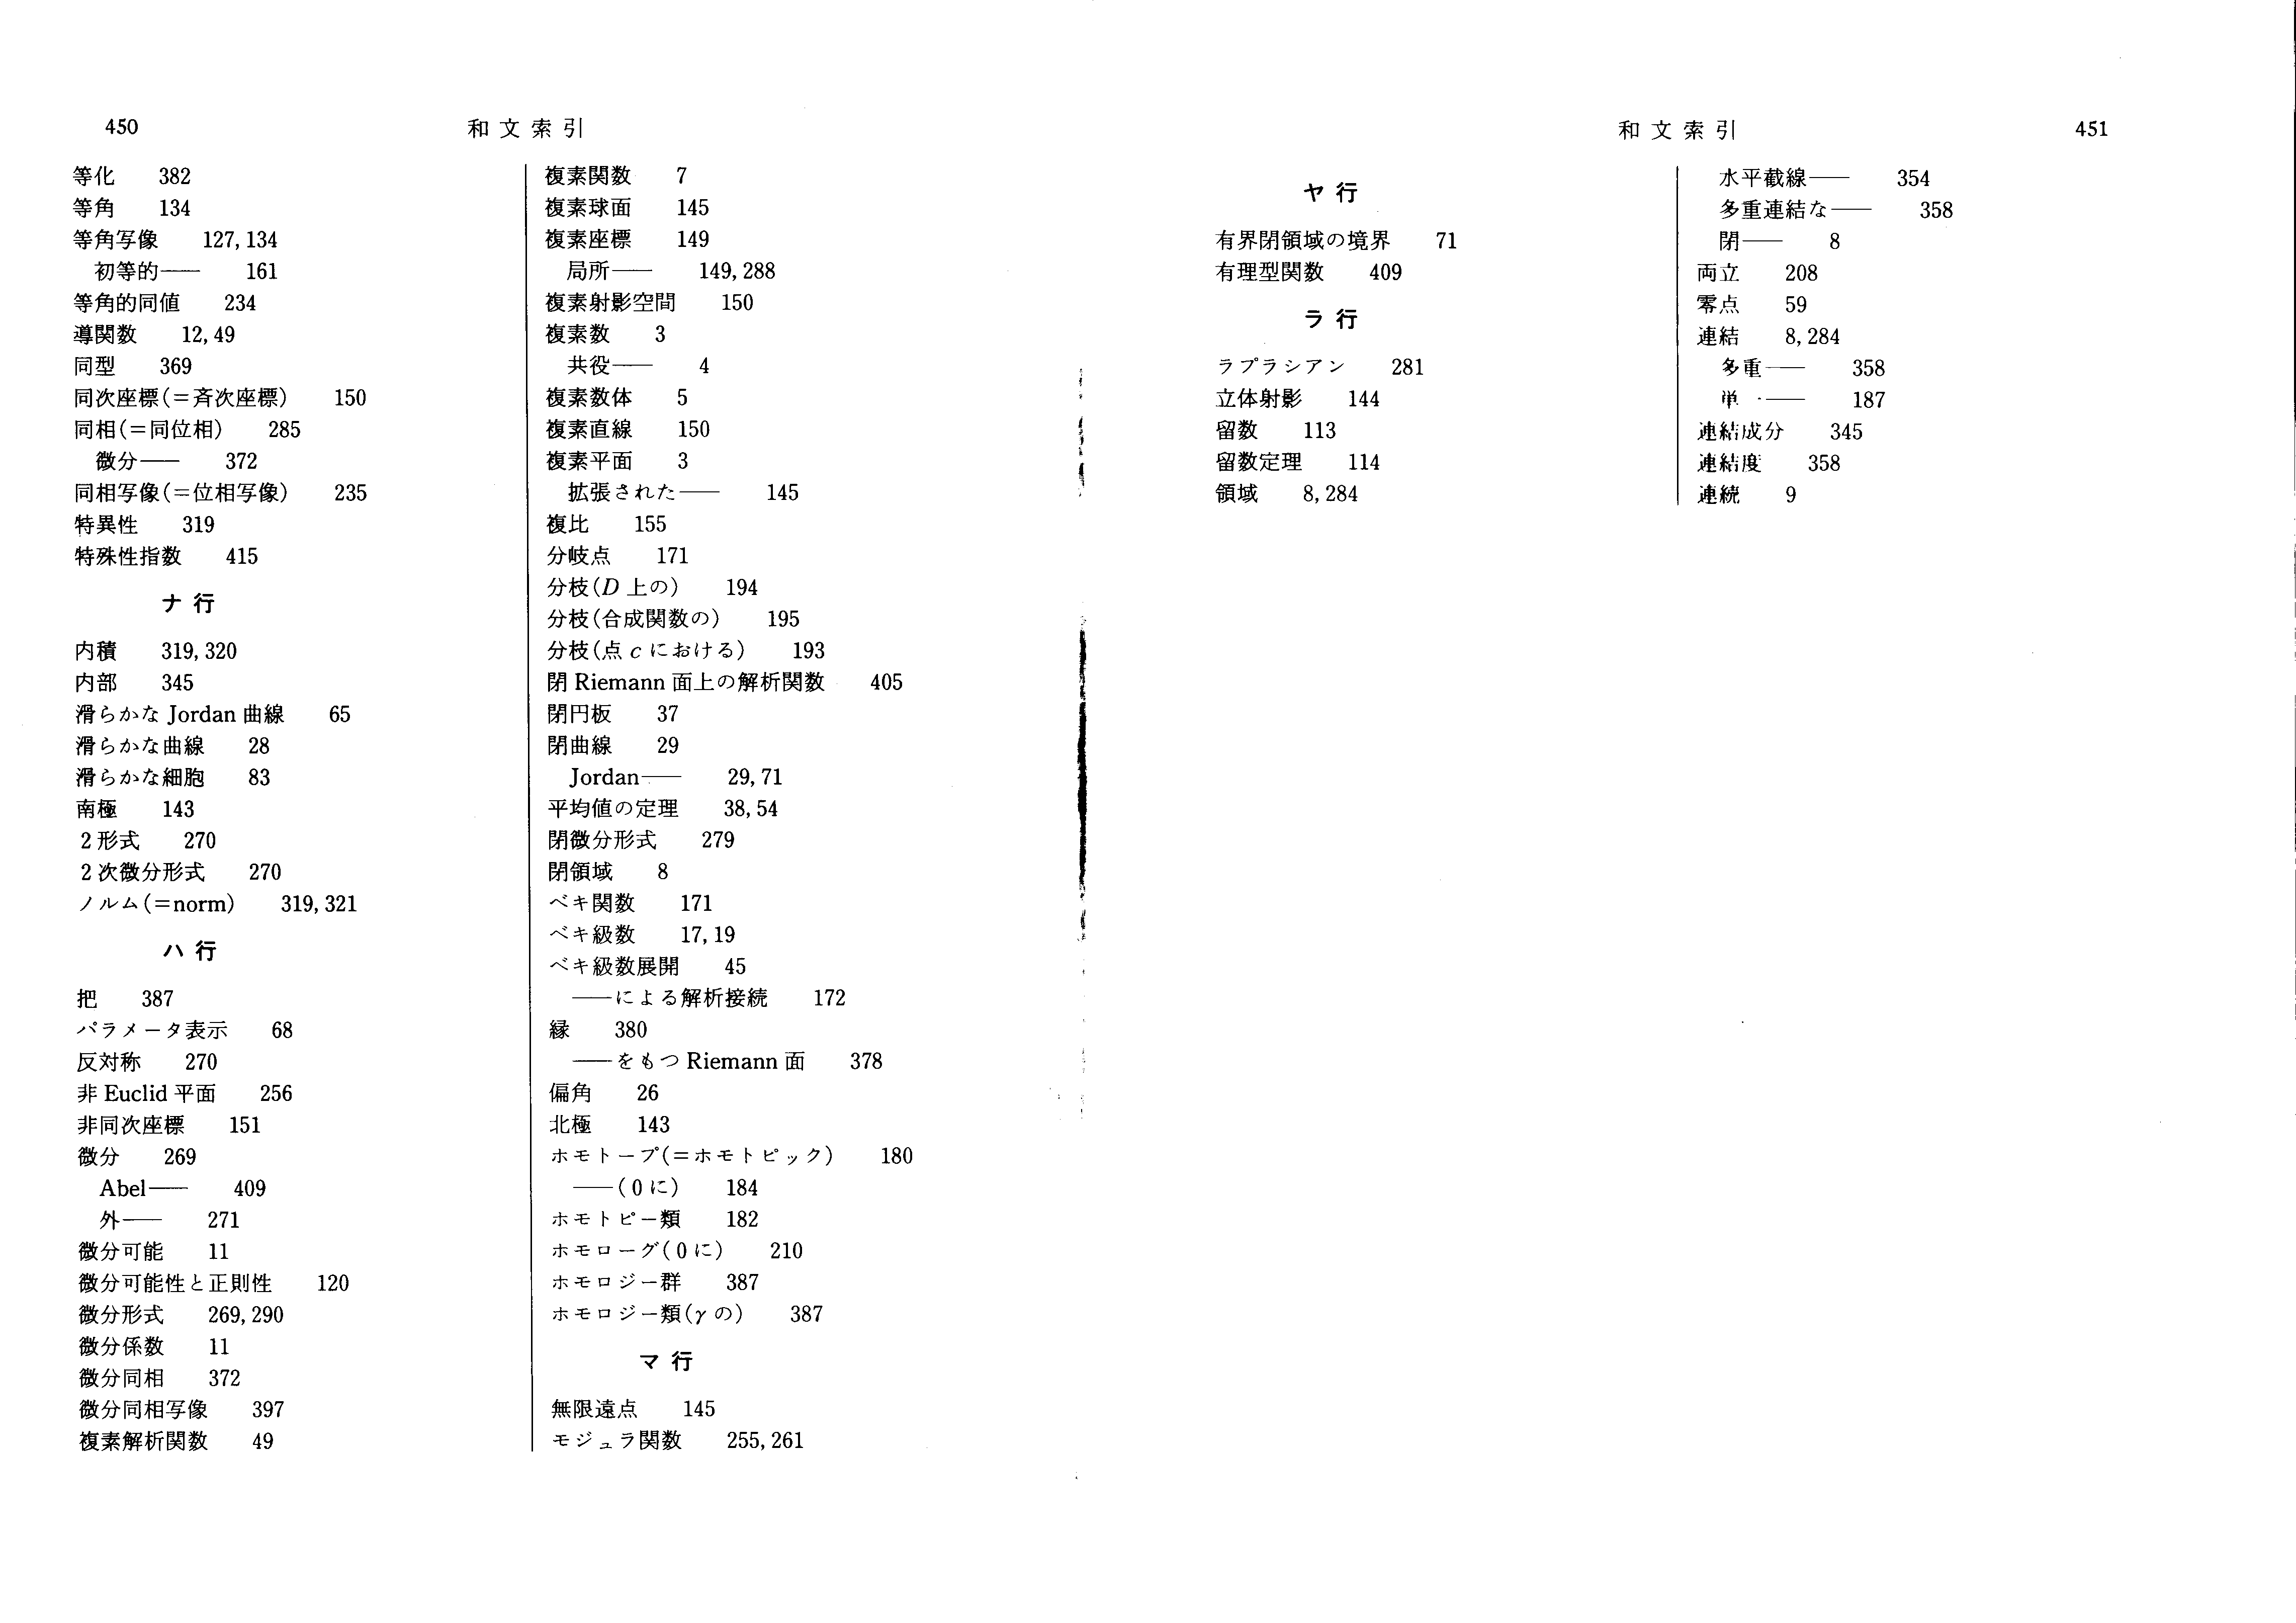 450
和文索引
等化 382
等角 134
等角写像 127, 134
初等的—— 161
等角的同値 234
導関数 12, 49
同型 369
同次座標(=斉次座標) 150
同相(=同位相) 285
微分—— 372
同相写像(=位相写像) 235
特異性 319
特殊性指数 415
ナ行
内積 319, 320
内部 345
滑らかな Jordan 曲線 65
滑らかな曲線 28
滑らかな細胞 83
南極 143
2 形式 270
2 次微分形式 270
ノルム(=norm) 319, 321
ハ行
把 387
パラメータ表示 68
反対称 270
非 Euclid 平面 256
非同次座標 151
微分 269
Abel—— 409
外—— 271
微分可能 11
微分可能性と正則性 120
微分形式 269, 290
微分係数 11
微分同相 372
微分同相写像 397
複素解析関数 49
複素関数 7
複素球面 145
複素座標 149
局所—— 149, 288
複素射影空間 150
複素数 3
共役—— 4
複素数体 5
複素直線 150
複素平面 3
拡張された—— 145
複比 155
分岐点 171
分枝(D 上の) 194
分枝(合成関数の) 195
分枝(点 c における) 193
閉 Riemann 面上の解析関数 405
閉円板 37
閉曲線 29
Jordan—— 29, 71
平均値の定理 38, 54
閉微分形式 279
閉領域 8
ベキ関数 171
ベキ級数 17, 19
ベキ級数展開 45
——による解析接続 172
縁 380
——をもつ Riemann 面 378
偏角 26
北極 143
ホモトープ(=ホモトピック) 180
——(0 に) 184
ホモトピー類 182
ホモローグ(0 に) 210
ホモロジー群 387
ホモロジー類(γ の) 387
マ行
無限遠点 145
モジュラ関数 255, 261
和文索引
451
ヤ行
有界閉領域の境界 71
有理型関数 409
ラ行
ラプラシアン 281
立体射影 144
留数 113
留数定理 114
領域 8, 284
水平截線—— 354
多重連結な—— 358
閉—— 8
両立 208
零点 59
連結 8, 284
多重—— 358
単—— 187
連結成分 345
連結度 358
連続 9